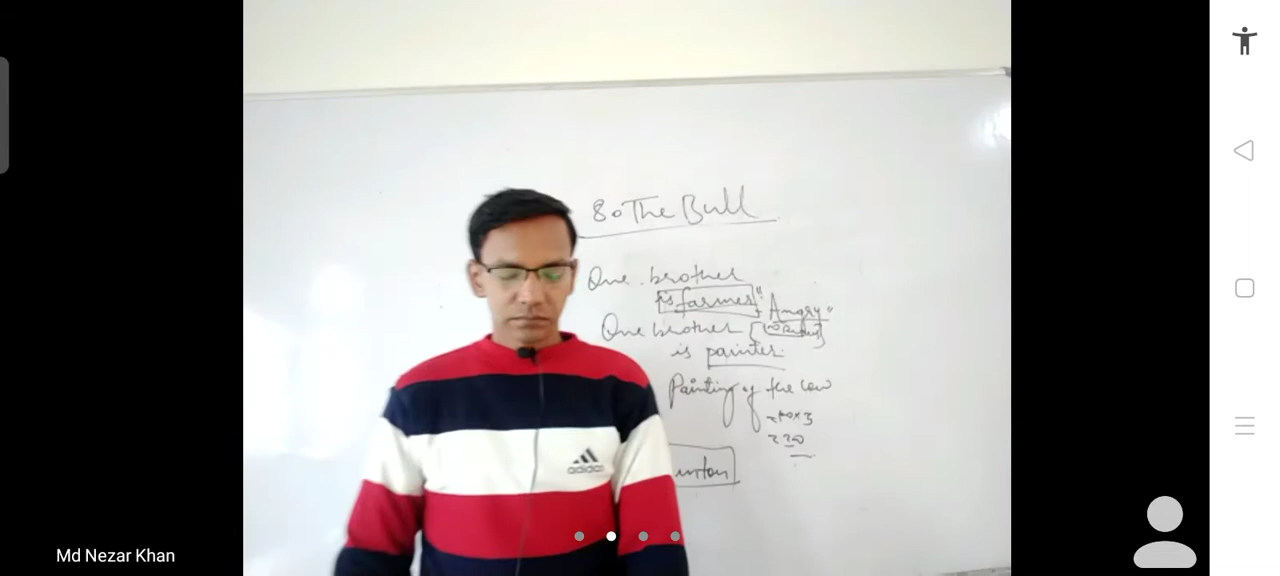 8. The Bull
One brother
is farmer"
Angry"
One brother
is painter.
Painting of the cow
adidas
Md Nezar Khan